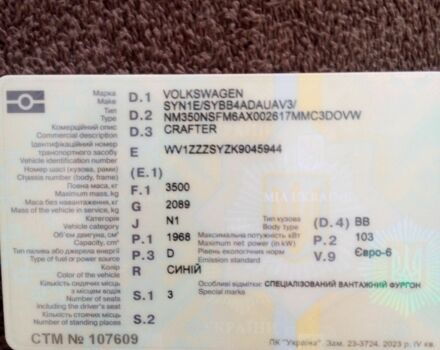 Марка D.1 VOLKSWAGEN
Make SYN1E/SYBB4ADAUAV3/
Тип D.2 NM350NSFM6AX002617MMC3DOVW
Type
Комерційний опис D.3 CRAFTER
Commercial description
Ідентифікаційний номер
транспортного засобу E WV1ZZZSYZK9045944
Vehicle identification number
Номер шасі (кузова, рами) (E.1)
Chassis number (body, frame)
Повна маса, кг F.1 3500
Maximum mass, kg
Маса без навантаження, кг G 2089
Mass of the vehicle in service, kg
Категорія J N1 Тип кузова (D.4) BB
Vehicle category Body type
Об'єм двигуна, см³ P.1 1968 Максимальна потужність, кВт P.2 103
Capacity, cm³ Maximum net power (in kW)
Тип палива або джерела енергії P.3 D Рівень екологічних норм V.9 Євро-6
Type of fuel or power source Emission standard
Колір R СИНІЙ
Color of the vehicle
Кількість сидячих місць Особливі відмітки: СПЕЦІАЛІЗОВАНИЙ ВАНТАЖНИЙ ФУРГОН
з місцем водія S.1 3 Special marks
Number of seats
Including the driver's seat
Кількість стоячих місць S.2
Number of standing places
СТМ № 107609 ПК "Україна" Зам. 23-3724. 2023 р. IV кв.